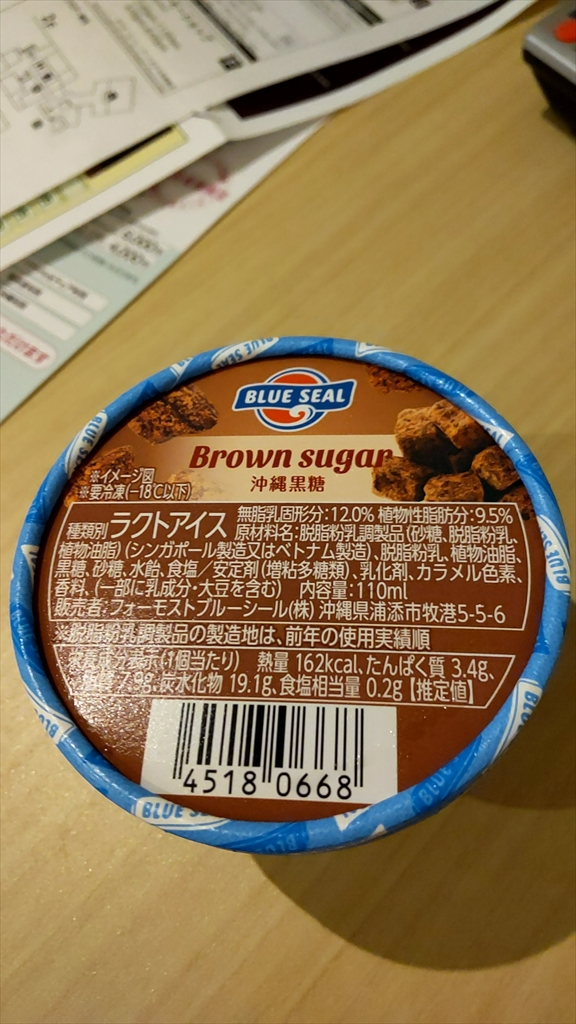 BLUE SEAL
Brown sugar
沖縄黒糖
※イメージ図
※要冷凍(-18℃以下)
種類別 ラクトアイス 無脂乳固形分:12.0% 植物性脂肪分:9.5%
原材料名:脱脂粉乳調製品(砂糖、脱脂粉乳、
植物油脂)(シンガポール製造又はベトナム製造)、脱脂粉乳、植物油脂、
黒糖、砂糖、水飴、食塩/安定剤(増粘多糖類)、乳化剤、カラメル色素、
香料、(一部に乳成分・大豆を含む) 内容量:110ml
販売者:フォーモストブルーシール(株) 沖縄県浦添市牧港5-5-6
※脱脂粉乳調製品の製造地は、前年の使用実績順
栄養成分表示(1個当たり) 熱量 162kcal、たんぱく質 3.4g、
7.9g、炭水化物 19.1g、食塩相当量 0.2g【推定値】
4518 0668
BLUE SEAL
BLUE SEAL